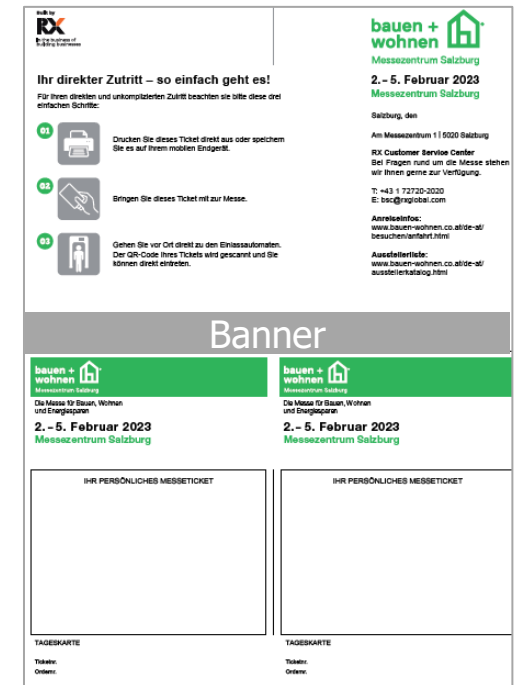 Built by
RX
In the business of
building businesses
bauen +
wohnen
Messezentrum Salzburg
Ihr direkter Zutritt – so einfach geht es!
Für Ihren direkten und unkomplizierten Zutritt beachten sie bitte diese drei
einfachen Schritte:
01
Drucken Sie dieses Ticket direkt aus oder speichern
Sie es auf Ihrem mobilen Endgerät.
02
Bringen Sie dieses Ticket mit zur Messe.
03
Gehen Sie vor Ort direkt zu den Einlassautomaten.
Der QR-Code Ihres Tickets wird gescannt und Sie
können direkt eintreten.
2. – 5. Februar 2023
Messezentrum Salzburg
Salzburg, den
Am Messezentrum 1 | 5020 Salzburg
RX Customer Service Center
Bei Fragen rund um die Messe stehen
wir Ihnen gerne zur Verfügung.
T: +43 1 72720-2020
E: bsc@rxglobal.com
Anreiseinfos:
www.bauen-wohnen.co.at/de-at/
besuchen/anfahrt.html
Ausstellerliste:
www.bauen-wohnen.co.at/de-at/
ausstellerkatalog.html
Banner
bauen +
wohnen
Messezentrum Salzburg
Die Messe für Bauen, Wohnen
und Energiesparen
2. – 5. Februar 2023
Messezentrum Salzburg
IHR PERSÖNLICHES MESSETICKET
TAGESKARTE
Ticketnr.
Ordernr.
bauen +
wohnen
Messezentrum Salzburg
Die Messe für Bauen, Wohnen
und Energiesparen
2. – 5. Februar 2023
Messezentrum Salzburg
IHR PERSÖNLICHES MESSETICKET
TAGESKARTE
Ticketnr.
Ordernr.